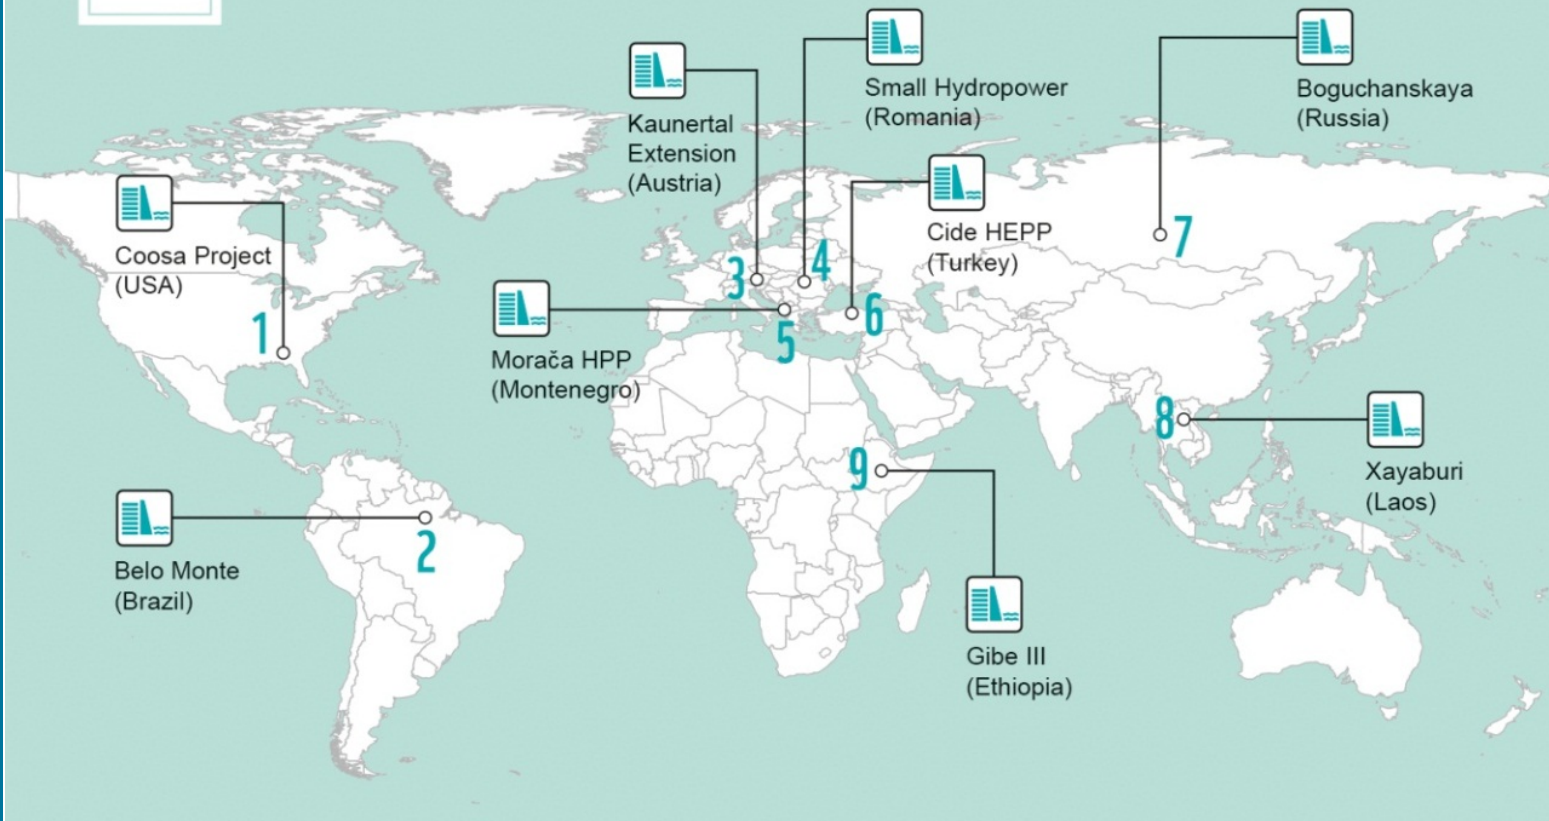 Small Hydropower
(Romania)
Boguchanskaya
(Russia)
Kaunertal
Extension
(Austria)
Coosa Project
(USA)
Cide HEPP
(Turkey)
7
4
3
1
6
5
Morača HPP
(Montenegro)
8
9
Xayaburi
(Laos)
2
Belo Monte
(Brazil)
Gibe III
(Ethiopia)